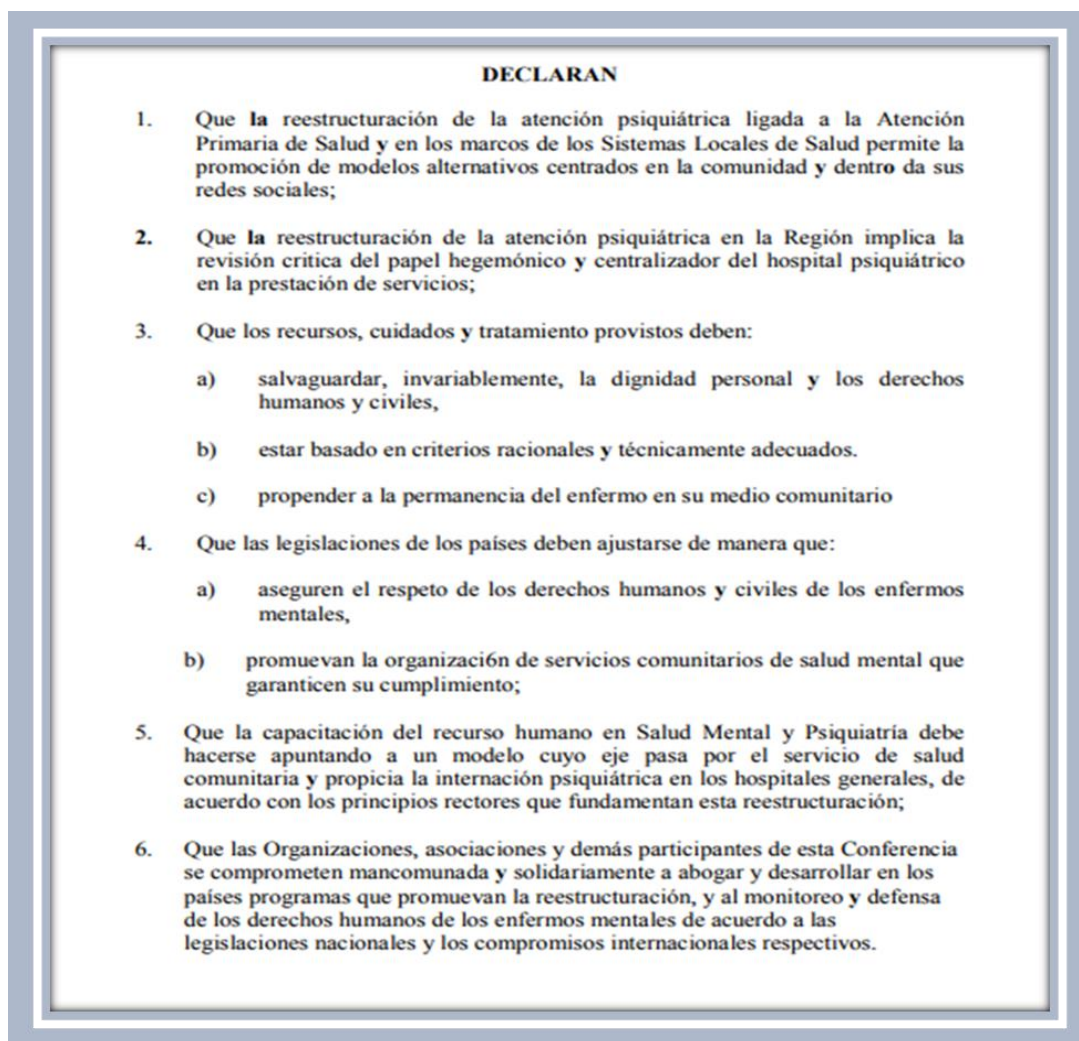 DECLARAN
1. Que la reestructuración de la atención psiquiátrica ligada a la Atención
Primaria de Salud y en los marcos de los Sistemas Locales de Salud permite la
promoción de modelos alternativos centrados en la comunidad y dentro da sus
redes sociales;
2. Que la reestructuración de la atención psiquiátrica en la Región implica la
revisión critica del papel hegemónico y centralizador del hospital psiquiátrico
en la prestación de servicios;
3. Que los recursos, cuidados y tratamiento provistos deben:
a) salvaguardar, invariablemente, la dignidad personal y los derechos
humanos y civiles,
b) estar basado en criterios racionales y técnicamente adecuados.
c) propender a la permanencia del enfermo en su medio comunitario
4. Que las legislaciones de los países deben ajustarse de manera que:
a) aseguren el respeto de los derechos humanos y civiles de los enfermos
mentales,
b) promuevan la organizaci6n de servicios comunitarios de salud mental que
garanticen su cumplimiento;
5. Que la capacitación del recurso humano en Salud Mental y Psiquiatría debe
hacerse apuntando a un modelo cuyo eje pasa por el servicio de salud
comunitaria y propicia la internación psiquiátrica en los hospitales generales, de
acuerdo con los principios rectores que fundamentan esta reestructuración;
6. Que las Organizaciones, asociaciones y demás participantes de esta Conferencia
se comprometen mancomunada y solidariamente a abogar y desarrollar en los
países programas que promuevan la reestructuración, y al monitoreo y defensa
de los derechos humanos de los enfermos mentales de acuerdo a las
legislaciones nacionales y los compromisos internacionales respectivos.